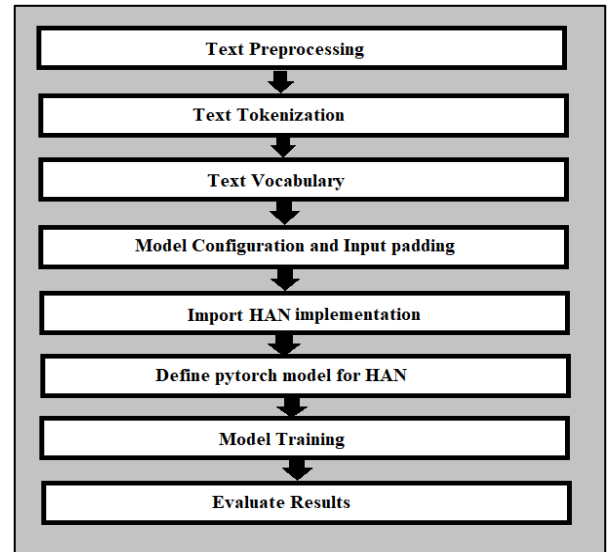 Text Preprocessing
Text Tokenization
Text Vocabulary
Model Configuration and Input padding
Import HAN implementation
Define pytorch model for HAN
Model Training
Evaluate Results